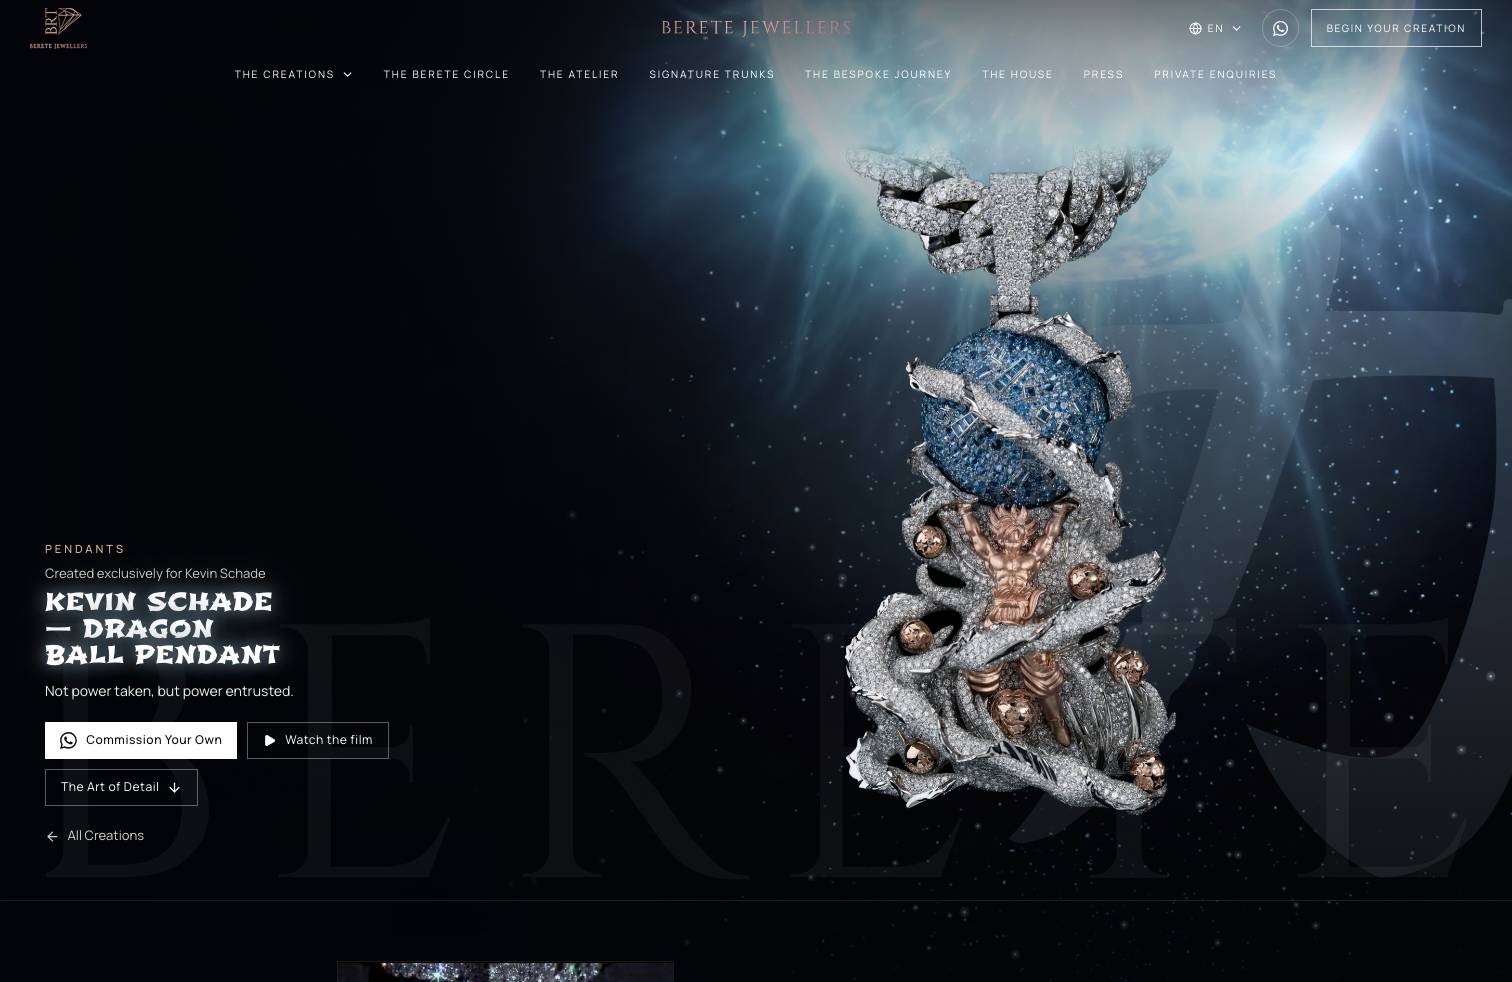 BRT
BERETE JEWELLERS
BERETE JEWELLERS
EN
BEGIN YOUR CREATION
THE CREATIONS
THE BERETE CIRCLE
THE ATELIER
SIGNATURE TRUNKS
THE BESPOKE JOURNEY
THE HOUSE
PRESS
PRIVATE ENQUIRIES
PENDANTS
Created exclusively for Kevin Schade
KEVIN SCHADE
— DRAGON
BALL PENDANT
Not power taken, but power entrusted.
Commission Your Own
Watch the film
The Art of Detail
All Creations
BERETE